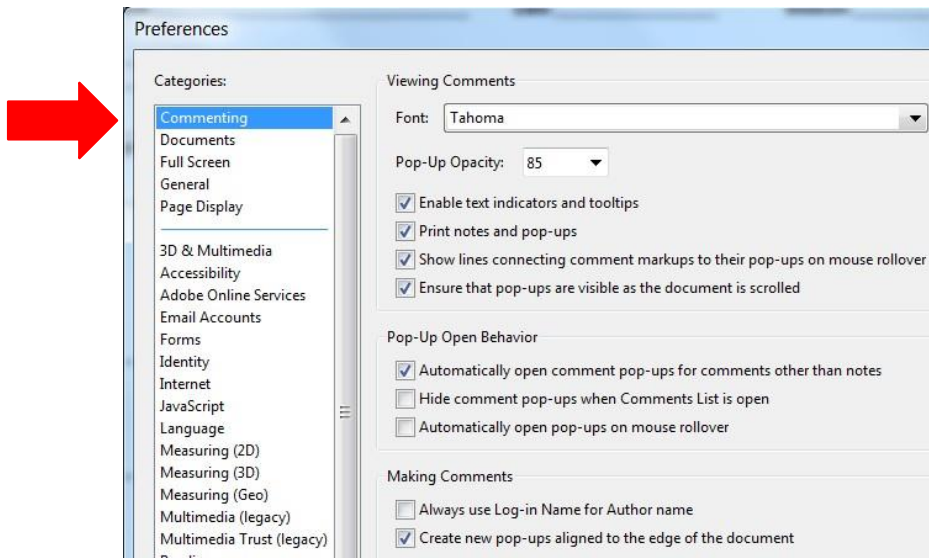 Preferences
Categories:
Commenting
Documents
Full Screen
General
Page Display
3D & Multimedia
Accessibility
Adobe Online Services
Email Accounts
Forms
Identity
Internet
JavaScript
Language
Measuring (2D)
Measuring (3D)
Measuring (Geo)
Multimedia (legacy)
Multimedia Trust (legacy)
Viewing Comments
Font: Tahoma
Pop-Up Opacity: 85
Enable text indicators and tooltips
Print notes and pop-ups
Show lines connecting comment markups to their pop-ups on mouse rollover
Ensure that pop-ups are visible as the document is scrolled
Pop-Up Open Behavior
Automatically open comment pop-ups for comments other than notes
Hide comment pop-ups when Comments List is open
Automatically open pop-ups on mouse rollover
Making Comments
Always use Log-in Name for Author name
Create new pop-ups aligned to the edge of the document